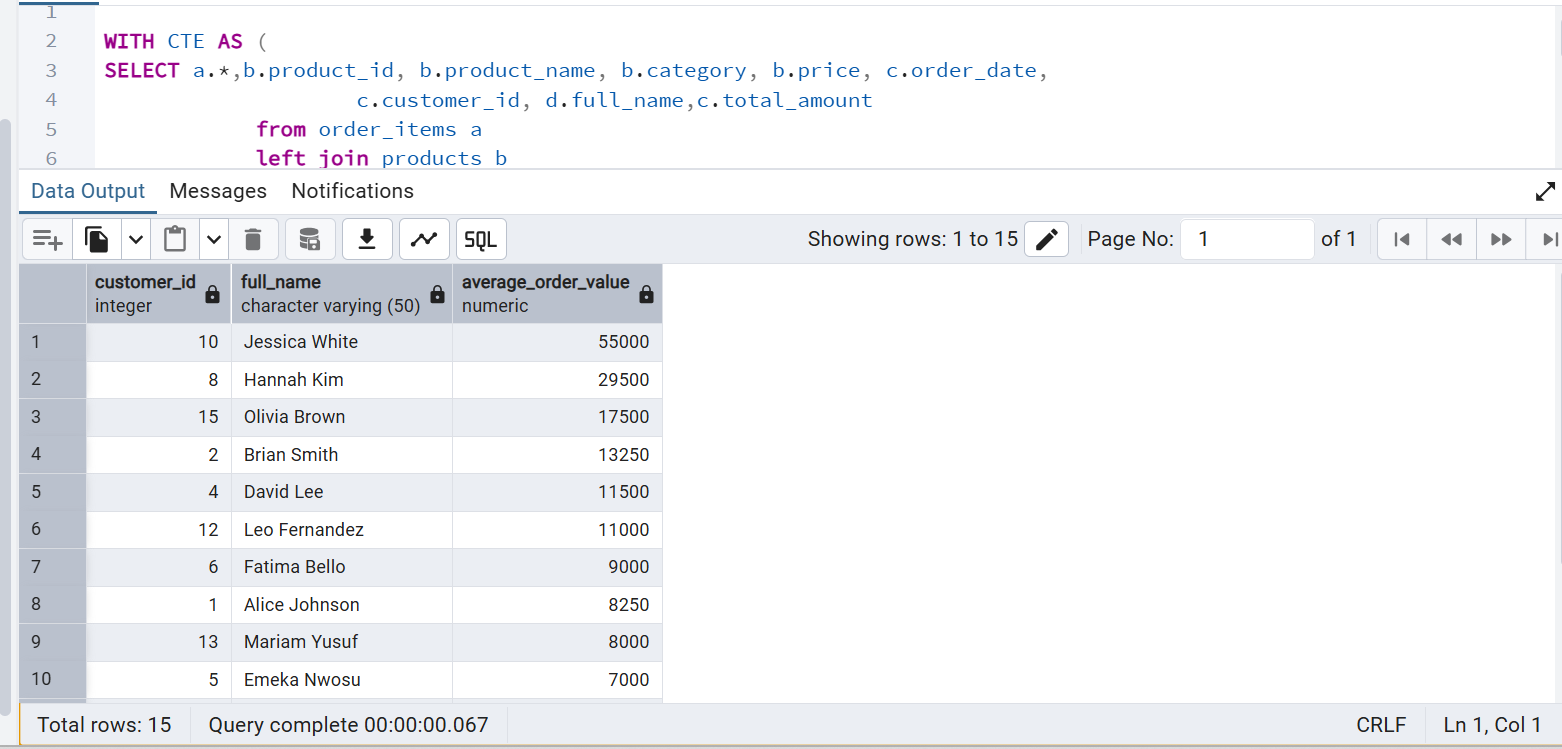 1
2 WITH CTE AS (
3 SELECT a.*,b.product_id, b.product_name, b.category, b.price, c.order_date,
4 c.customer_id, d.full_name,c.total_amount
5 from order_items a
6 left join products b
Data Output Messages Notifications
SQL Showing rows: 1 to 15 Page No: 1 of 1
customer_id full_name average_order_value
integer character varying (50) numeric
1 10 Jessica White 55000
2 8 Hannah Kim 29500
3 15 Olivia Brown 17500
4 2 Brian Smith 13250
5 4 David Lee 11500
6 12 Leo Fernandez 11000
7 6 Fatima Bello 9000
8 1 Alice Johnson 8250
9 13 Mariam Yusuf 8000
10 5 Emeka Nwosu 7000
Total rows: 15 Query complete 00:00:00.067 CRLF Ln 1, Col 1